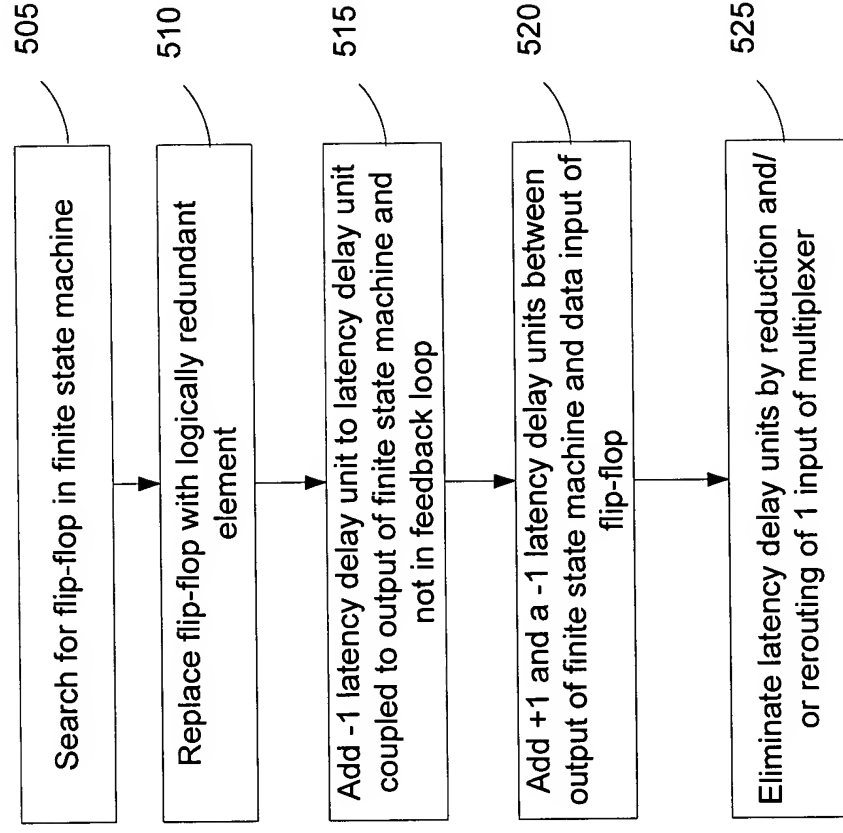 505
Search for flip-flop in finite state machine
510
Replace flip-flop with logically redundant
element
515
Add -1 latency delay unit to latency delay unit
coupled to output of finite state machine and
not in feedback loop
520
Add +1 and a -1 latency delay units between
output of finite state machine and data input of
flip-flop
525
Eliminate latency delay units by reduction and/
or rerouting of 1 input of multiplexer